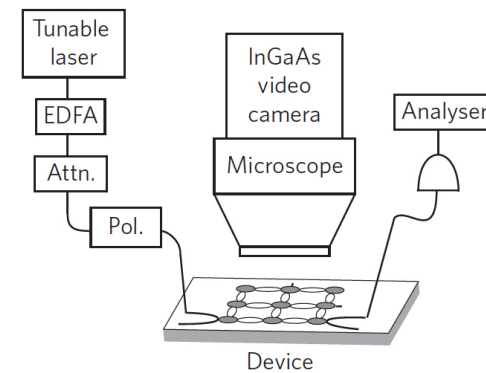 Tunable
laser
EDFA
Attn.
Pol.
InGaAs
video
camera
Microscope
Analyser
Device